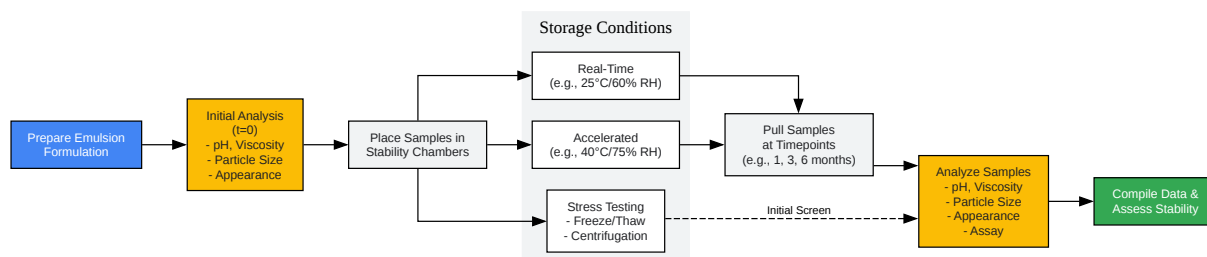 Storage Conditions
Prepare Emulsion
Formulation
Initial Analysis
(t=0)
- pH, Viscosity
- Particle Size
- Appearance
Place Samples in
Stability Chambers
Real-Time
(e.g., 25°C/60% RH)
Accelerated
(e.g., 40°C/75% RH)
Stress Testing
- Freeze/Thaw
- Centrifugation
Pull Samples
at Timepoints
(e.g., 1, 3, 6 months)
Initial Screen
Analyze Samples
- pH, Viscosity
- Particle Size
- Appearance
- Assay
Compile Data &
Assess Stability